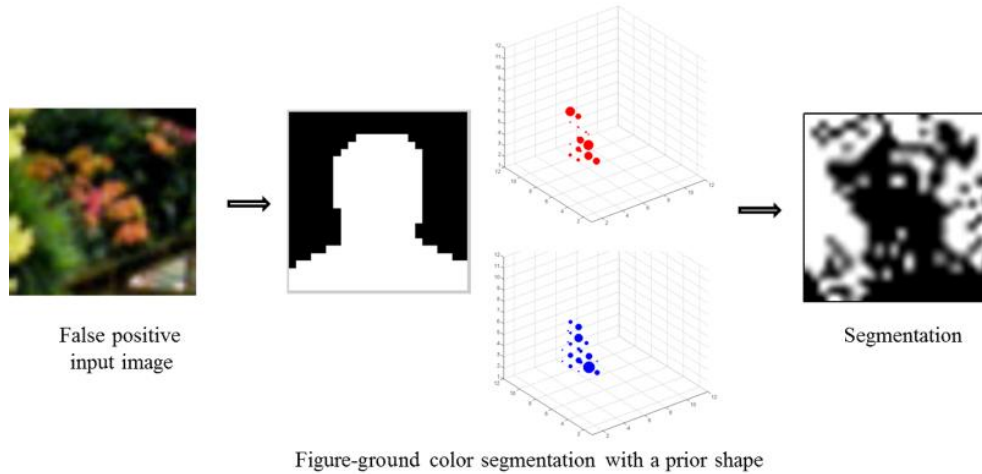 False positive
input image
Segmentation
Figure-ground color segmentation with a prior shape